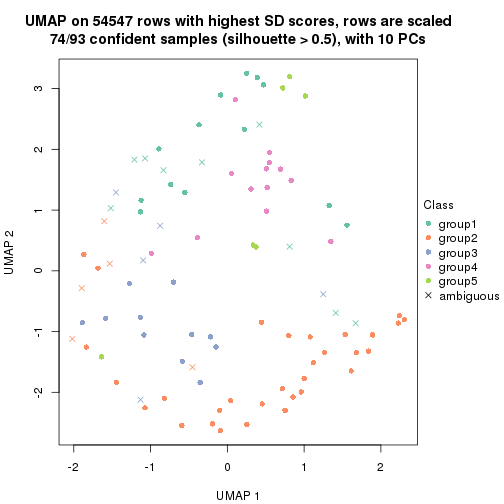 UMAP on 54547 rows with highest SD scores, rows are scaled
74/93 confident samples (silhouette > 0.5), with 10 PCs
3
2
1
0
-1
-2
UMAP 2
-2
-1
0
1
2
UMAP 1
Class
group1
group2
group3
group4
group5
ambiguous